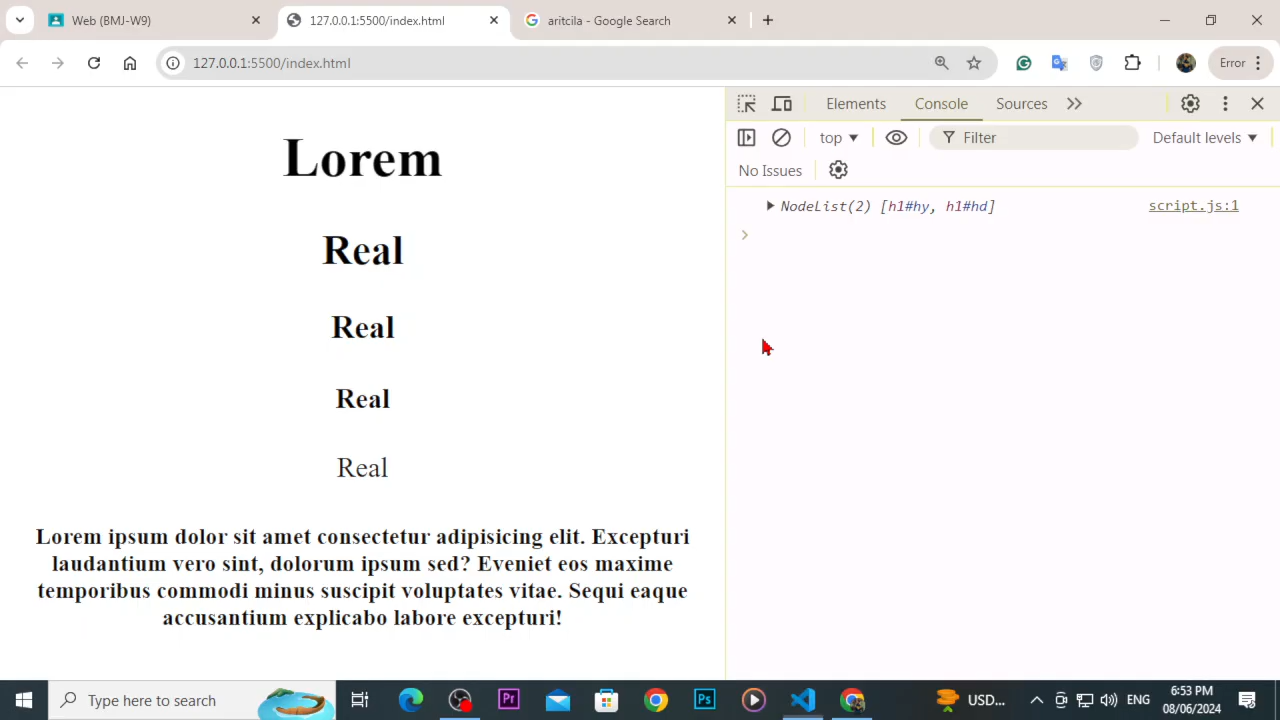 Web (BMJ-W9)
127.0.0.1:5500/index.html
aritcila - Google Search
127.0.0.1:5500/index.html
Error
Elements
Console
Sources
top
Filter
Default levels
No Issues
NodeList(2) [h1#hy, h1#hd]
script.js:1
Lorem
Real
Real
Real
Real
Lorem ipsum dolor sit amet consectetur adipisicing elit. Excepturi
laudantium vero sint, dolorum ipsum sed? Eveniet eos maxime
temporibus commodi minus suscipit voluptates vitae. Sequi eaque
accusantium explicabo labore excepturi!
Type here to search
Pr
Ps
USD...
ENG
6:53 PM
08/06/2024